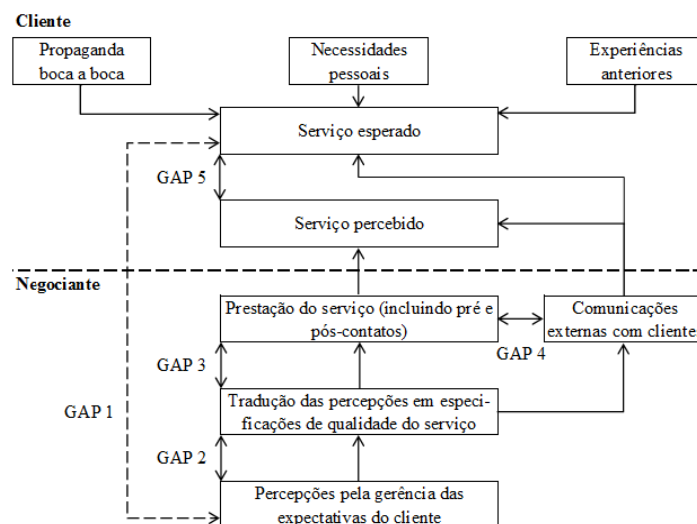 Cliente
Propaganda
boca a boca
Necessidades
pessoais
Experiências
anteriores
Serviço esperado
GAP 5
Serviço percebido
Negociante
Prestação do serviço (incluindo pré e
pós-contatos)
Comunicações
externas com clientes
GAP 4
GAP 3
GAP 1
Tradução das percepções em especi-
ficações de qualidade do serviço
GAP 2
Percepções pela gerência das
expectativas do cliente